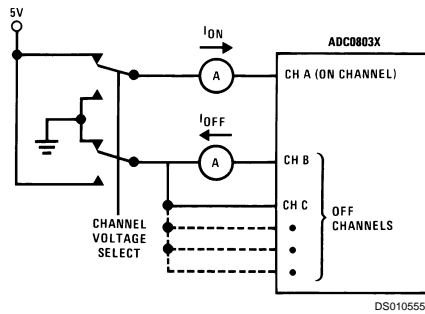 5V
ION
ADC0803X
A
CH A (ON CHANNEL)
IOFF
A
CH B
CH C
OFF
CHANNELS
CHANNEL
VOLTAGE
SELECT
DS010555